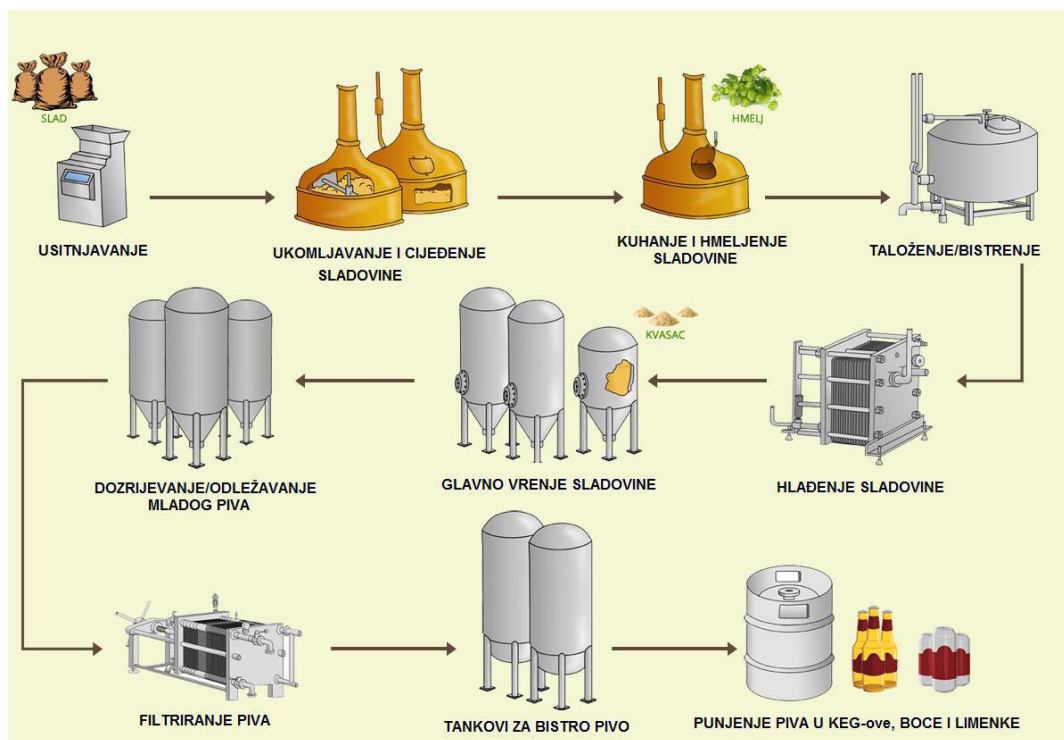 SLAD
USITNJAVANJE
UKOMLJAVANJE I CIJEĐENJE
SLADOVINE
HMELJ
KUHANJE I HMELJENJE
SLADOVINE
TALOŽENJE/BISTRENJE
HLAĐENJE SLADOVINE
KVASAC
GLAVNO VRENJE SLADOVINE
DOZRIJEVANJE/ODLEŽAVANJE
MLADOG PIVA
FILTRIRANJE PIVA
TANKOVI ZA BISTRO PIVO
PUNJENJE PIVA U KEG-ove, BOCE I LIMENKE